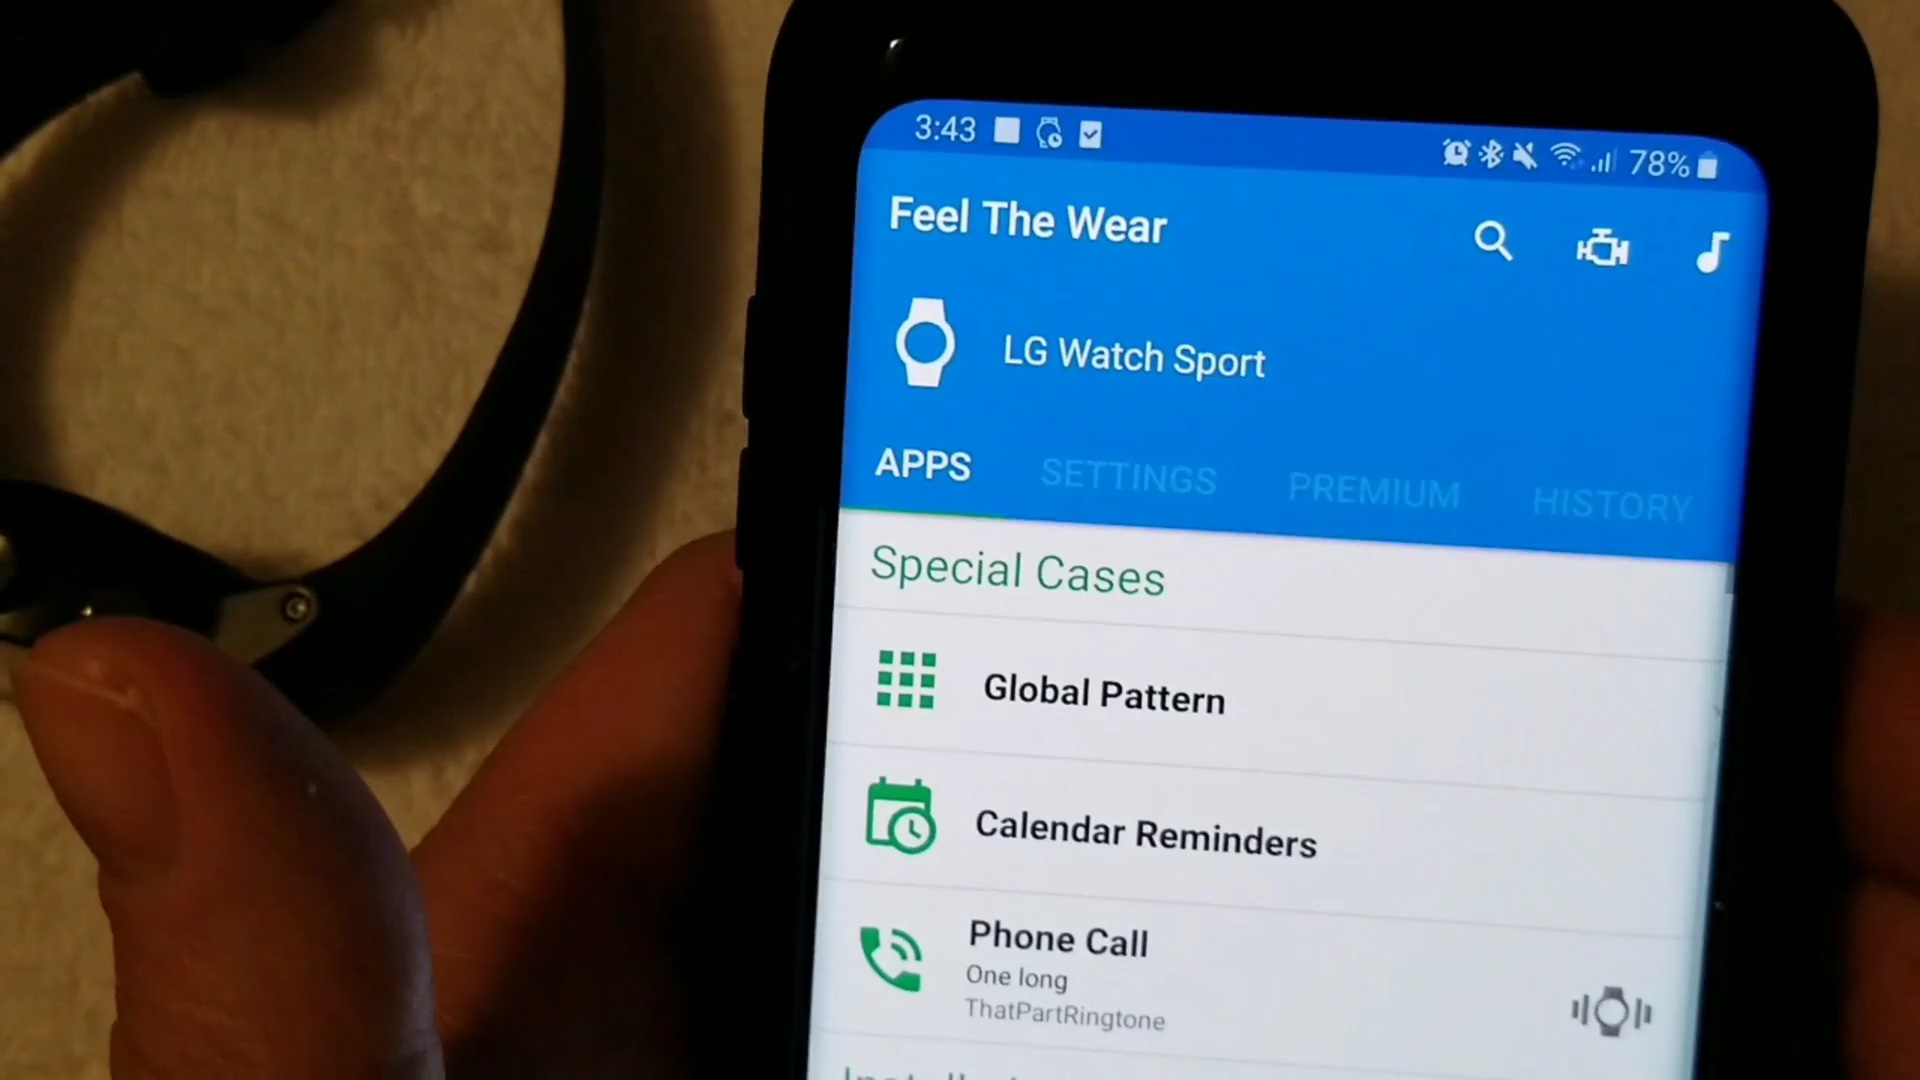 3:43 78%
Feel The Wear
LG Watch Sport
APPS SETTINGS PREMIUM HISTORY
Special Cases
Global Pattern
Calendar Reminders
Phone Call
One long
ThatPartRingtone